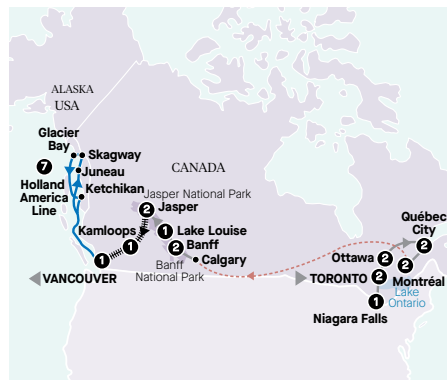 ALASKA
USA
Glacier
Bay
Skagway
7
Juneau
Holland
America
Line
Ketchikan
CANADA
Jasper National Park
2
Jasper
Kamloops
1
1
Lake Louise
2
Banff
Banff
National Park
Calgary
1
VANCOUVER
Québec
City
2
Ottawa
2
2
Montréal
TORONTO
2
Lake
Ontario
1
Niagara Falls